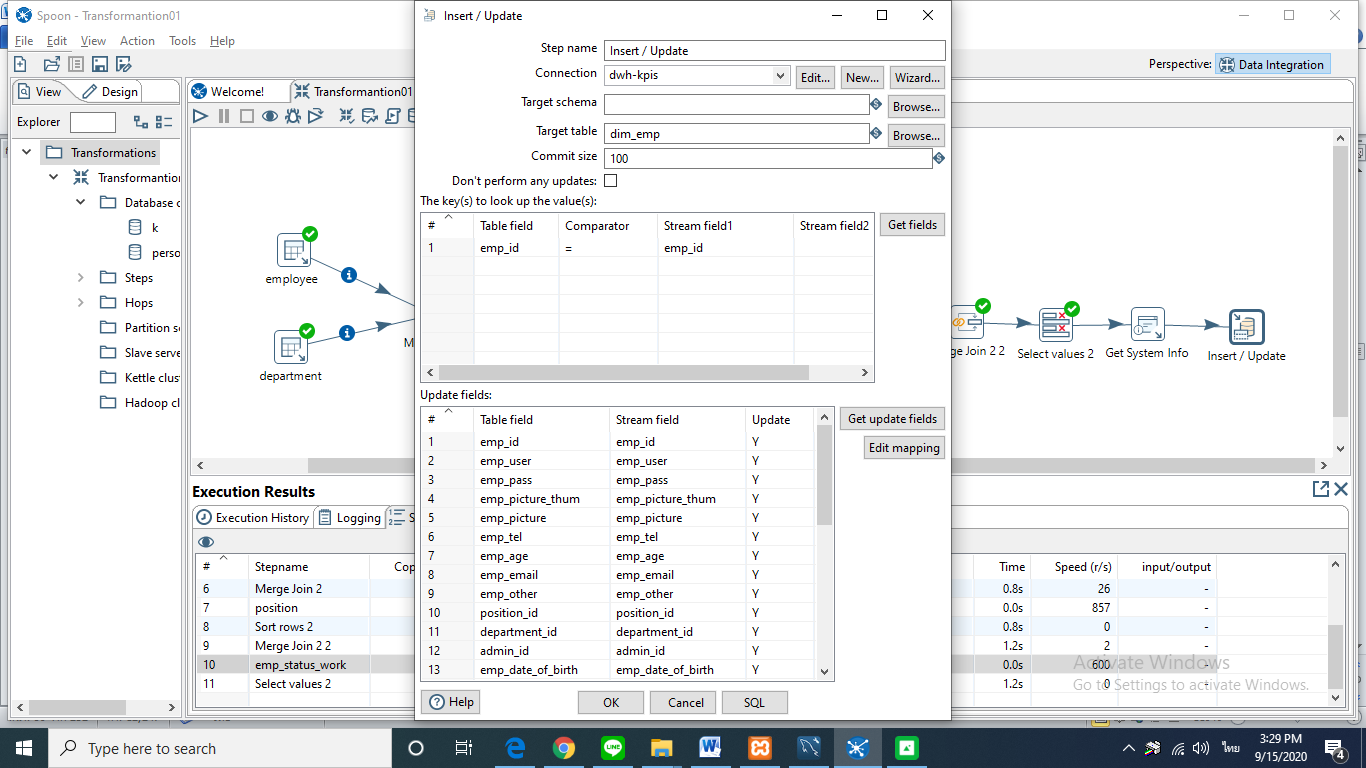 Spoon - Transformantion01
File Edit View Action Tools Help
Perspective: Data Integration
View Design
Explorer
Transformations
Transformantion
Database c
k
perso
Steps
Hops
Partition s
Slave serve
Kettle clus
Hadoop cl
Welcome! Transformantion01
employee
department
M
ge Join 2 2
Select values 2
Get System Info
Insert / Update
Insert / Update
Step name Insert / Update
Connection dwh-kpis Edit... New... Wizard...
Target schema Browse...
Target table dim_emp Browse...
Commit size 100
Don't perform any updates:
The key(s) to look up the value(s):
# Table field Comparator Stream field1 Stream field2 Get fields
1 emp_id = emp_id
Update fields:
# Table field Stream field Update Get update fields
1 emp_id emp_id Y Edit mapping
2 emp_user emp_user Y
3 emp_pass emp_pass Y
4 emp_picture_thum emp_picture_thum Y
5 emp_picture emp_picture Y
6 emp_tel emp_tel Y
7 emp_age emp_age Y
8 emp_email emp_email Y
9 emp_other emp_other Y
10 position_id position_id Y
11 department_id department_id Y
12 admin_id admin_id Y
13 emp_date_of_birth emp_date_of_birth Y
Help OK Cancel SQL
Execution Results
Execution History Logging S
# Stepname Cop Time Speed (r/s) input/output
6 Merge Join 2 0.8s 26 -
7 position 0.0s 857 -
8 Sort rows 2 0.8s 0 -
9 Merge Join 2 2 1.2s 2 -
10 emp_status_work 0.0s 600 -
11 Select values 2 1.2s 0 -
Activate Windows
Go to Settings to activate Windows.
Type here to search
ไทย
3:29 PM
9/15/2020
4